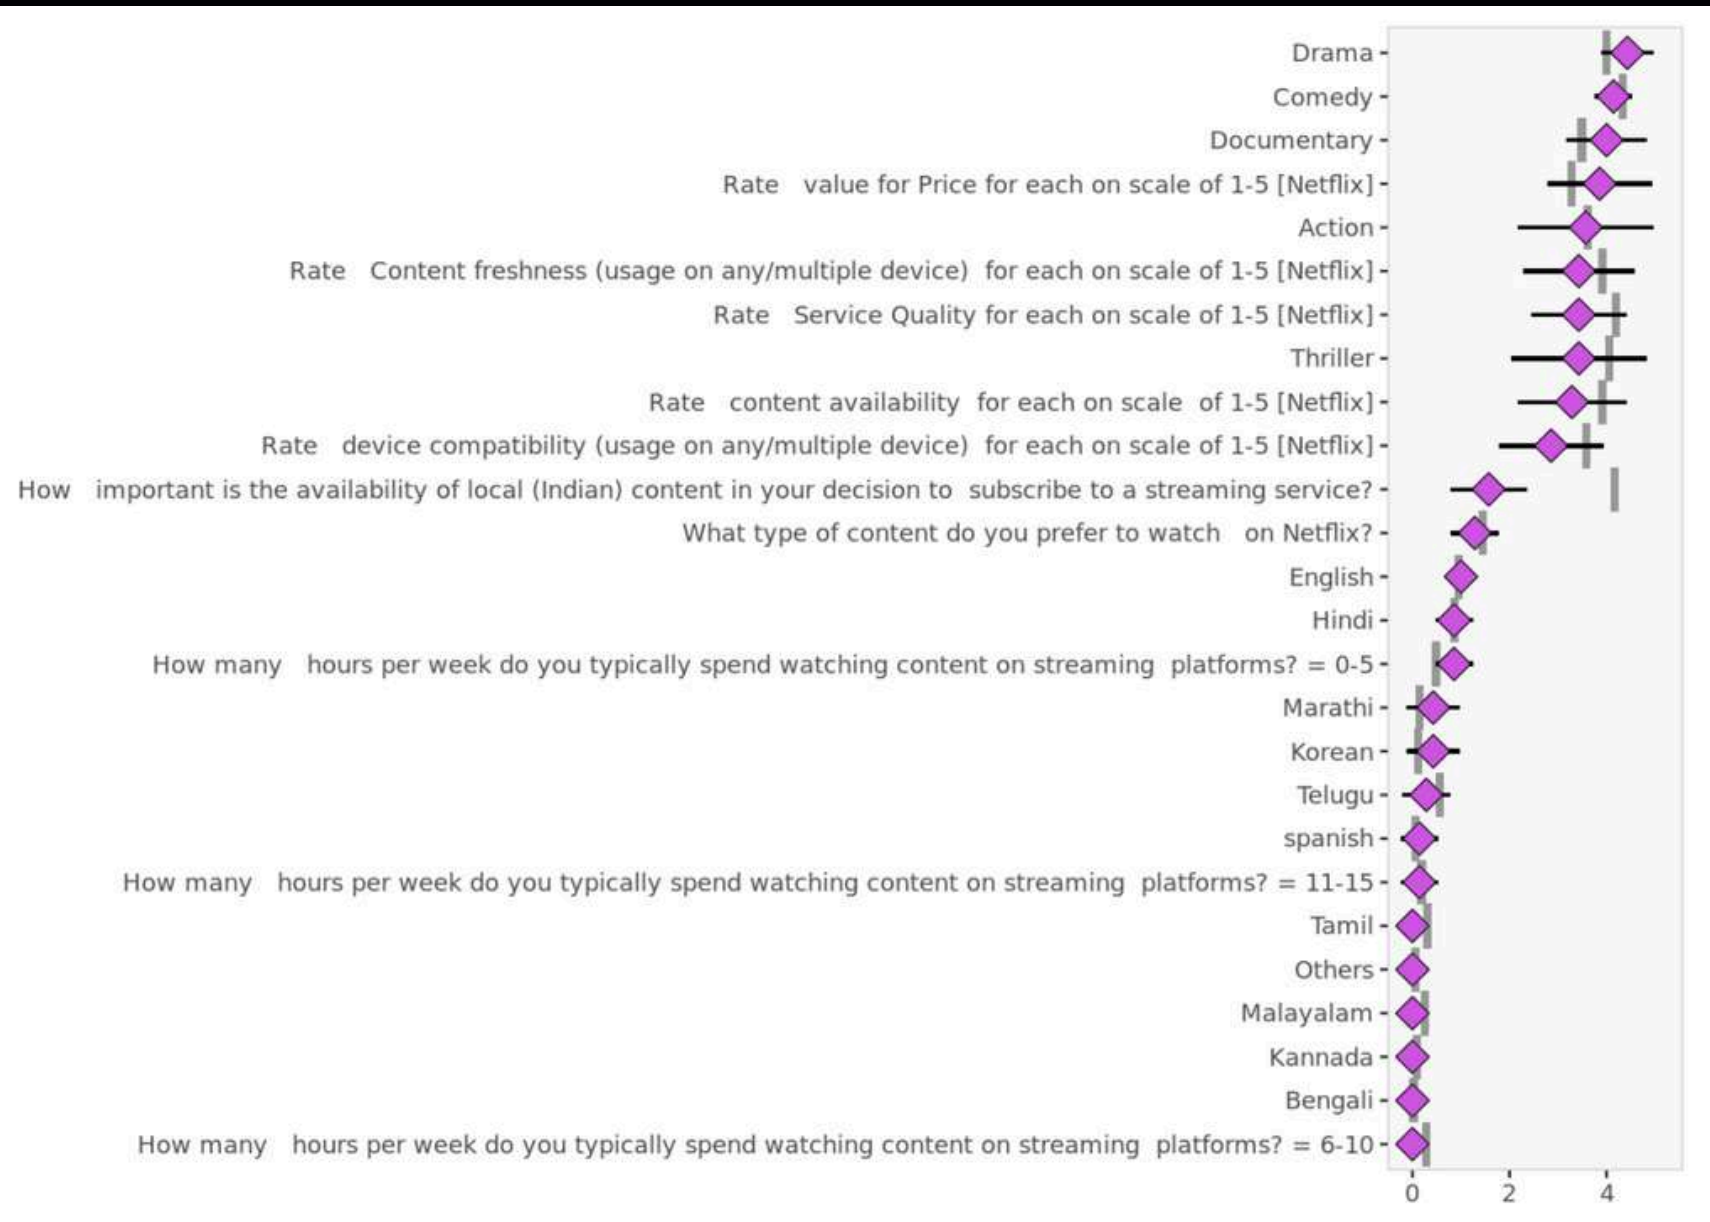 Drama
Comedy
Documentary
Rate   value for Price for each on scale of 1-5 [Netflix]
Action
Rate   Content freshness (usage on any/multiple device)  for each on scale of 1-5 [Netflix]
Rate   Service Quality for each on scale of 1-5 [Netflix]
Thriller
Rate   content availability  for each on scale  of 1-5 [Netflix]
Rate   device compatibility (usage on any/multiple device)  for each on scale of 1-5 [Netflix]
How   important is the availability of local (Indian) content in your decision to  subscribe to a streaming service?
What type of content do you prefer to watch   on Netflix?
English
Hindi
How many   hours per week do you typically spend watching content on streaming  platforms? = 0-5
Marathi
Korean
Telugu
spanish
How many   hours per week do you typically spend watching content on streaming  platforms? = 11-15
Tamil
Others
Malayalam
Kannada
Bengali
How many   hours per week do you typically spend watching content on streaming  platforms? = 6-10
0 2 4